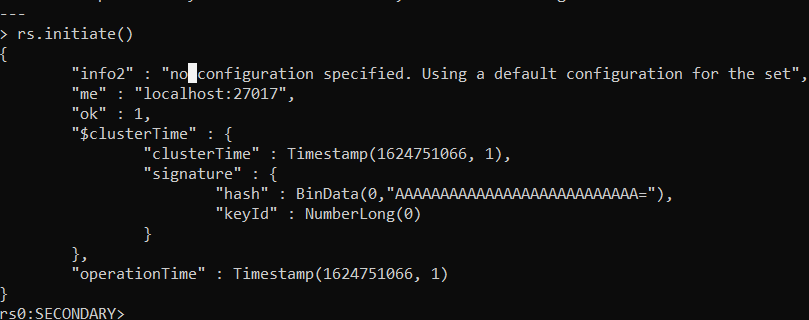 ---
> rs.initiate()
{
        "info2" : "no configuration specified. Using a default configuration for the set",
        "me" : "localhost:27017",
        "ok" : 1,
        "$clusterTime" : {
                "clusterTime" : Timestamp(1624751066, 1),
                "signature" : {
                        "hash" : BinData(0,"AAAAAAAAAAAAAAAAAAAAAAAAAAA="),
                        "keyId" : NumberLong(0)
                }
        },
        "operationTime" : Timestamp(1624751066, 1)
}
rs0:SECONDARY>